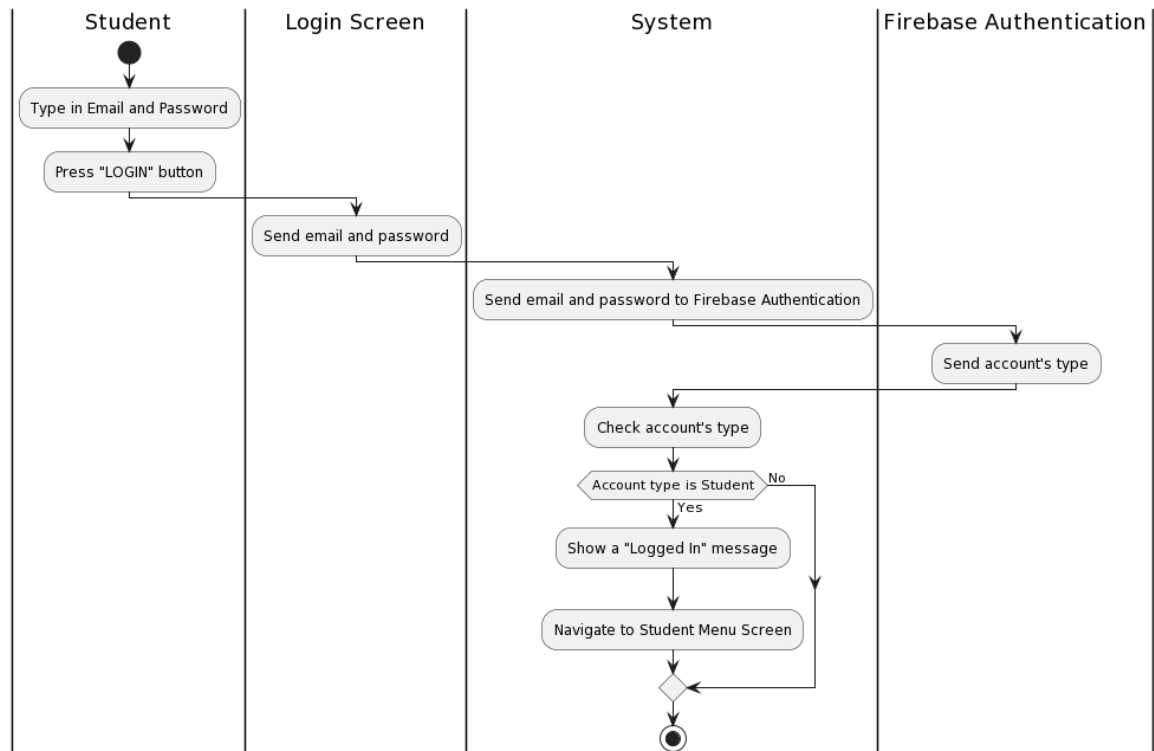 Student
Login Screen
System
Firebase Authentication
Type in Email and Password
Press "LOGIN" button
Send email and password
Send email and password to Firebase Authentication
Send account's type
Check account's type
Account type is Student
No
Yes
Show a "Logged In" message
Navigate to Student Menu Screen